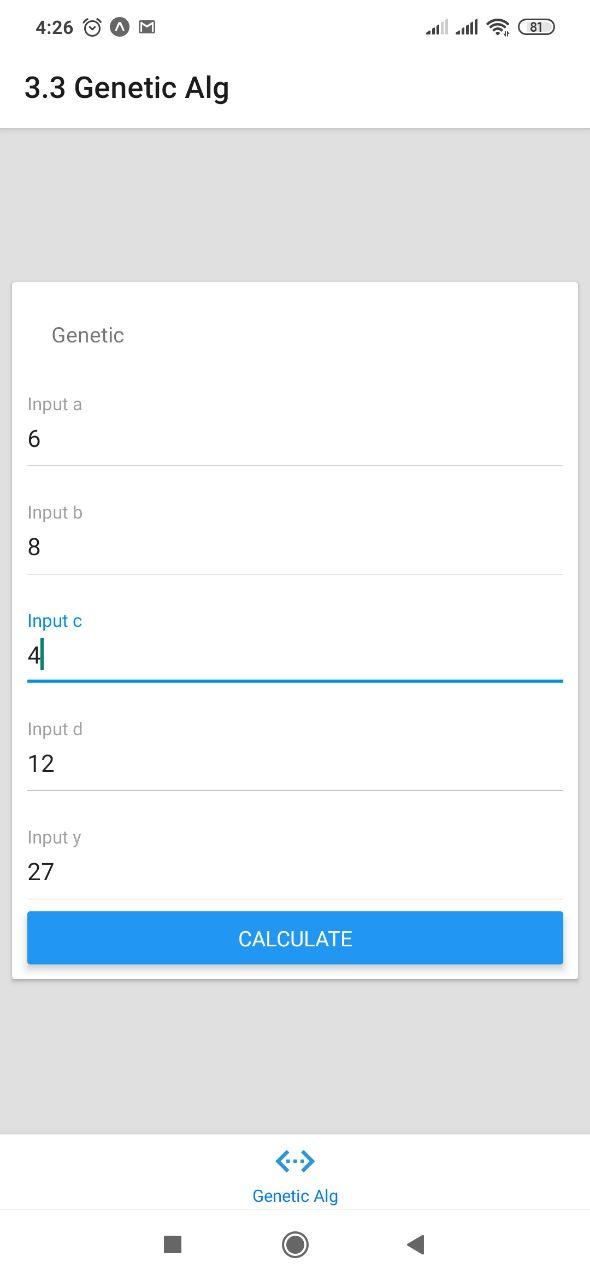 4:26
81
3.3 Genetic Alg
Genetic
Input a
6
Input b
8
Input c
4
Input d
12
Input y
27
CALCULATE
Genetic Alg